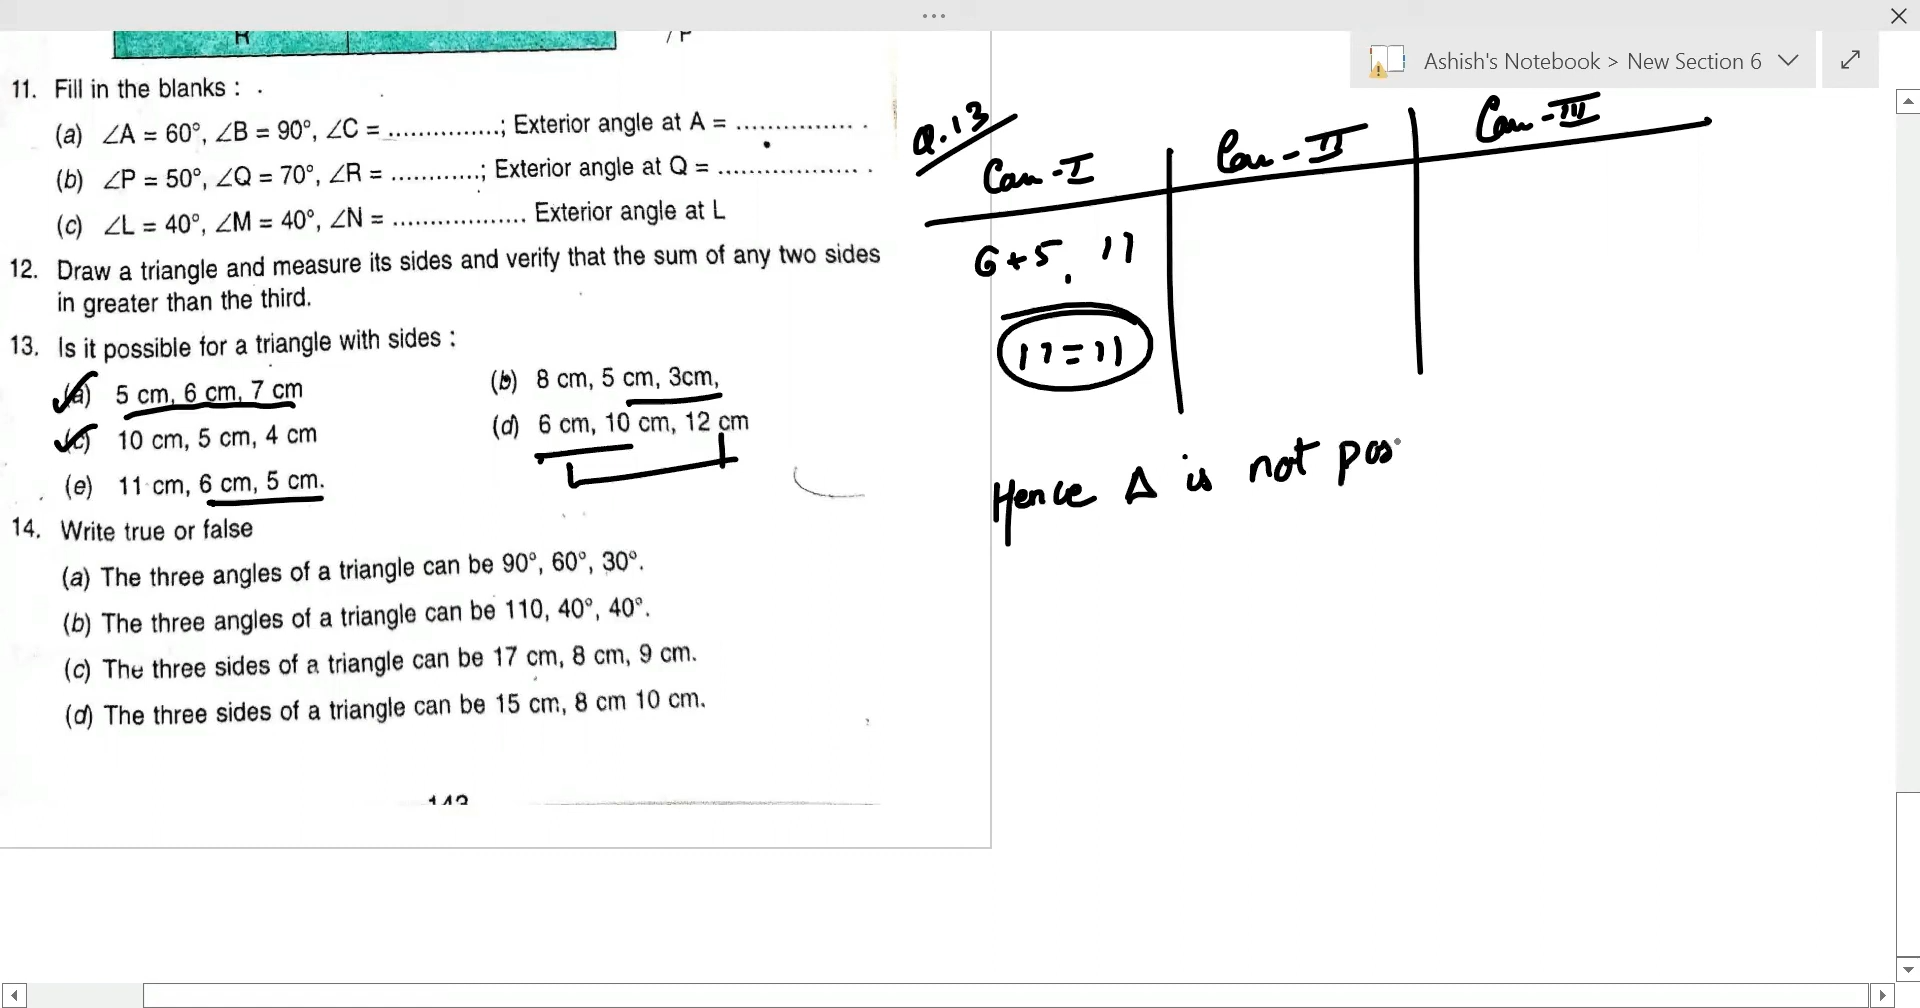 R
P
Ashish's Notebook > New Section 6
11. Fill in the blanks :
(a) ∠A = 60°, ∠B = 90°, ∠C = ...............; Exterior angle at A = ............... .
(b) ∠P = 50°, ∠Q = 70°, ∠R = ............; Exterior angle at Q = .................. .
(c) ∠L = 40°, ∠M = 40°, ∠N = .................. Exterior angle at L
12. Draw a triangle and measure its sides and verify that the sum of any two sides
in greater than the third.
13. Is it possible for a triangle with sides :
(a) 5 cm, 6 cm, 7 cm (b) 8 cm, 5 cm, 3cm,
(c) 10 cm, 5 cm, 4 cm (d) 6 cm, 10 cm, 12 cm
(e) 11 cm, 6 cm, 5 cm.
14. Write true or false
(a) The three angles of a triangle can be 90°, 60°, 30°.
(b) The three angles of a triangle can be 110, 40°, 40°.
(c) The three sides of a triangle can be 17 cm, 8 cm, 9 cm.
(d) The three sides of a triangle can be 15 cm, 8 cm 10 cm.
143
Q.13
Case-I Case-II Case-III
6+5, 11
11=11
Hence Δ is not pos